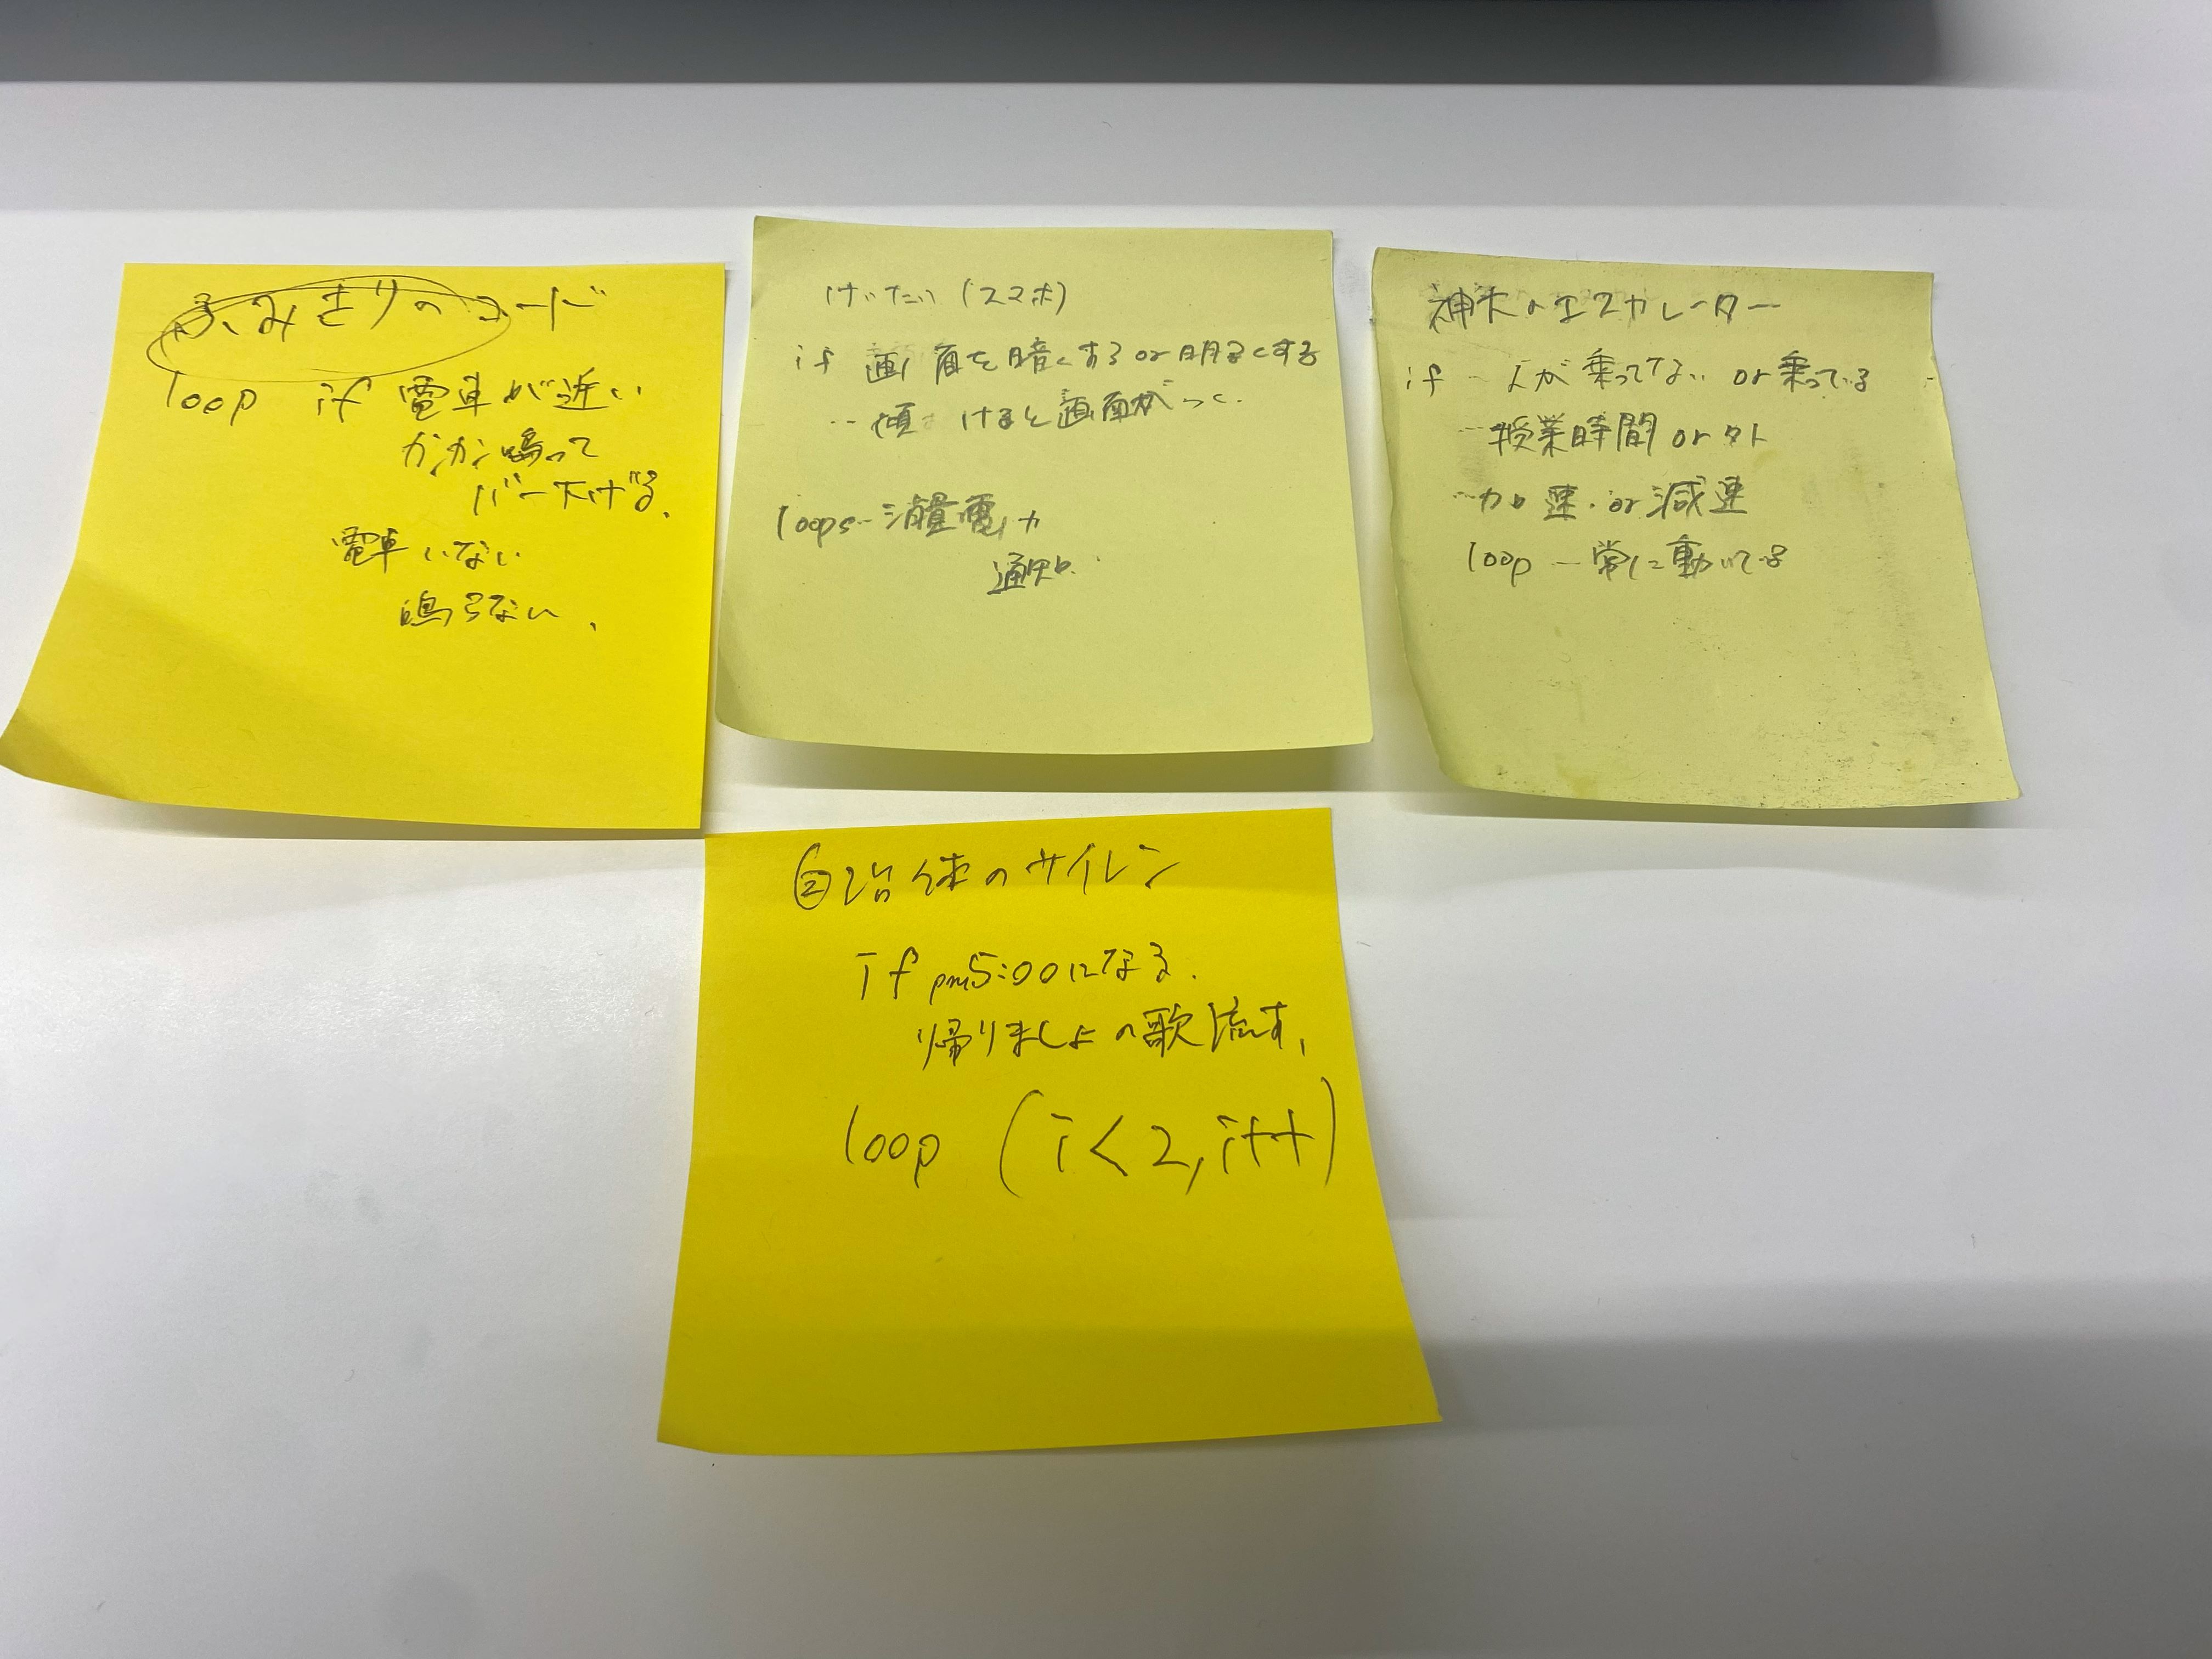 ふみきりのコード
loop if 電車が近い
カンカン鳴って
バー下げる.
電車いない
鳴らない.
けいたい (スマホ)
if 画面を暗くする or 明るくする
… 傾けると画面がつく.
loops… 消費電力
通知.
神大のエスカレーター
if … 人が乗ってない or 乗っている
… 授業時間 or 外
… 加速. or 減速
loop … 常に動いている
自治体のサイレン
if pm5:00になる.
帰りましょの歌流す.
loop (i<2, i++)